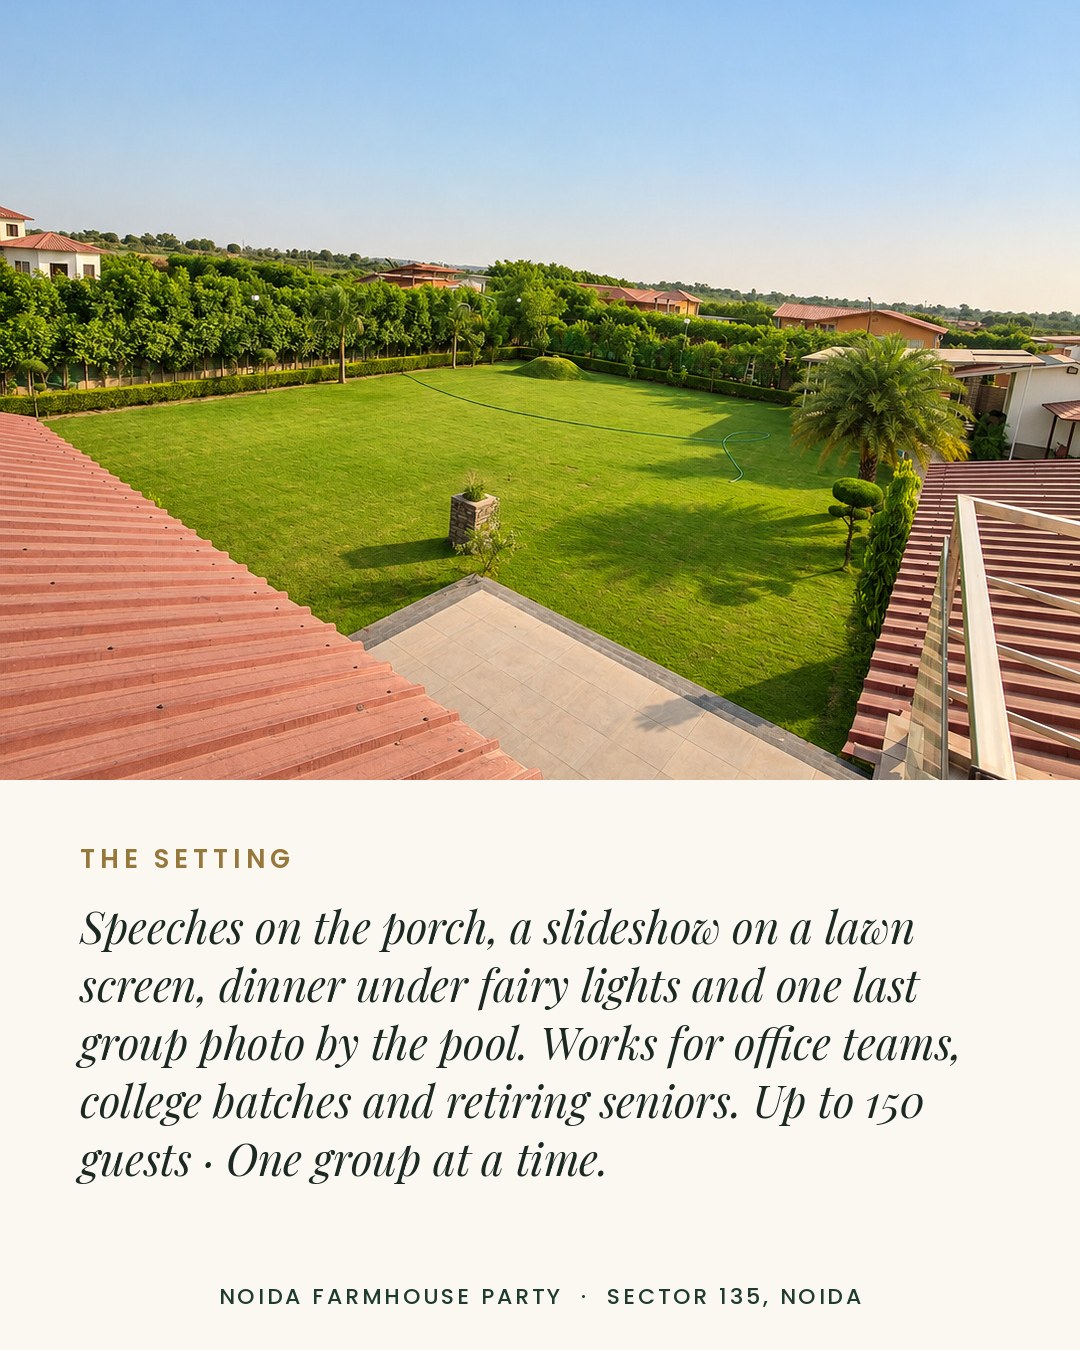 THE SETTING
Speeches on the porch, a slideshow on a lawn
screen, dinner under fairy lights and one last
group photo by the pool. Works for office teams,
college batches and retiring seniors. Up to 150
guests · One group at a time.
NOIDA FARMHOUSE PARTY · SECTOR 135, NOIDA